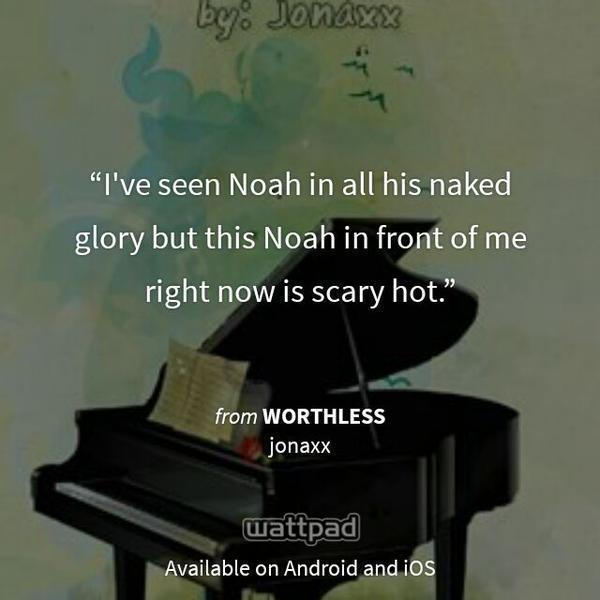 by: Jonaxx
“I've seen Noah in all his naked
glory but this Noah in front of me
right now is scary hot.”
from WORTHLESS
jonaxx
wattpad
Available on Android and iOS